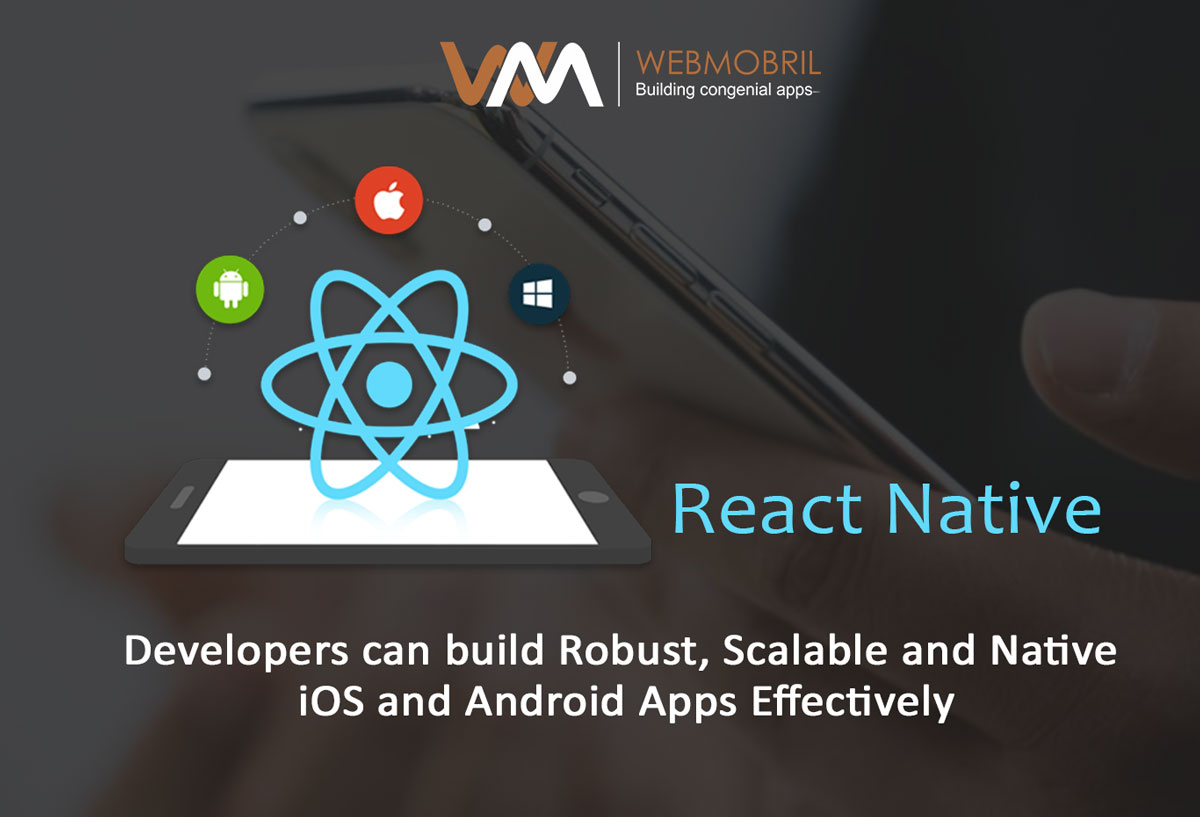 WEBMOBRIL
Building congenial apps
React Native
Developers can build Robust, Scalable and Native
iOS and Android Apps Effectively